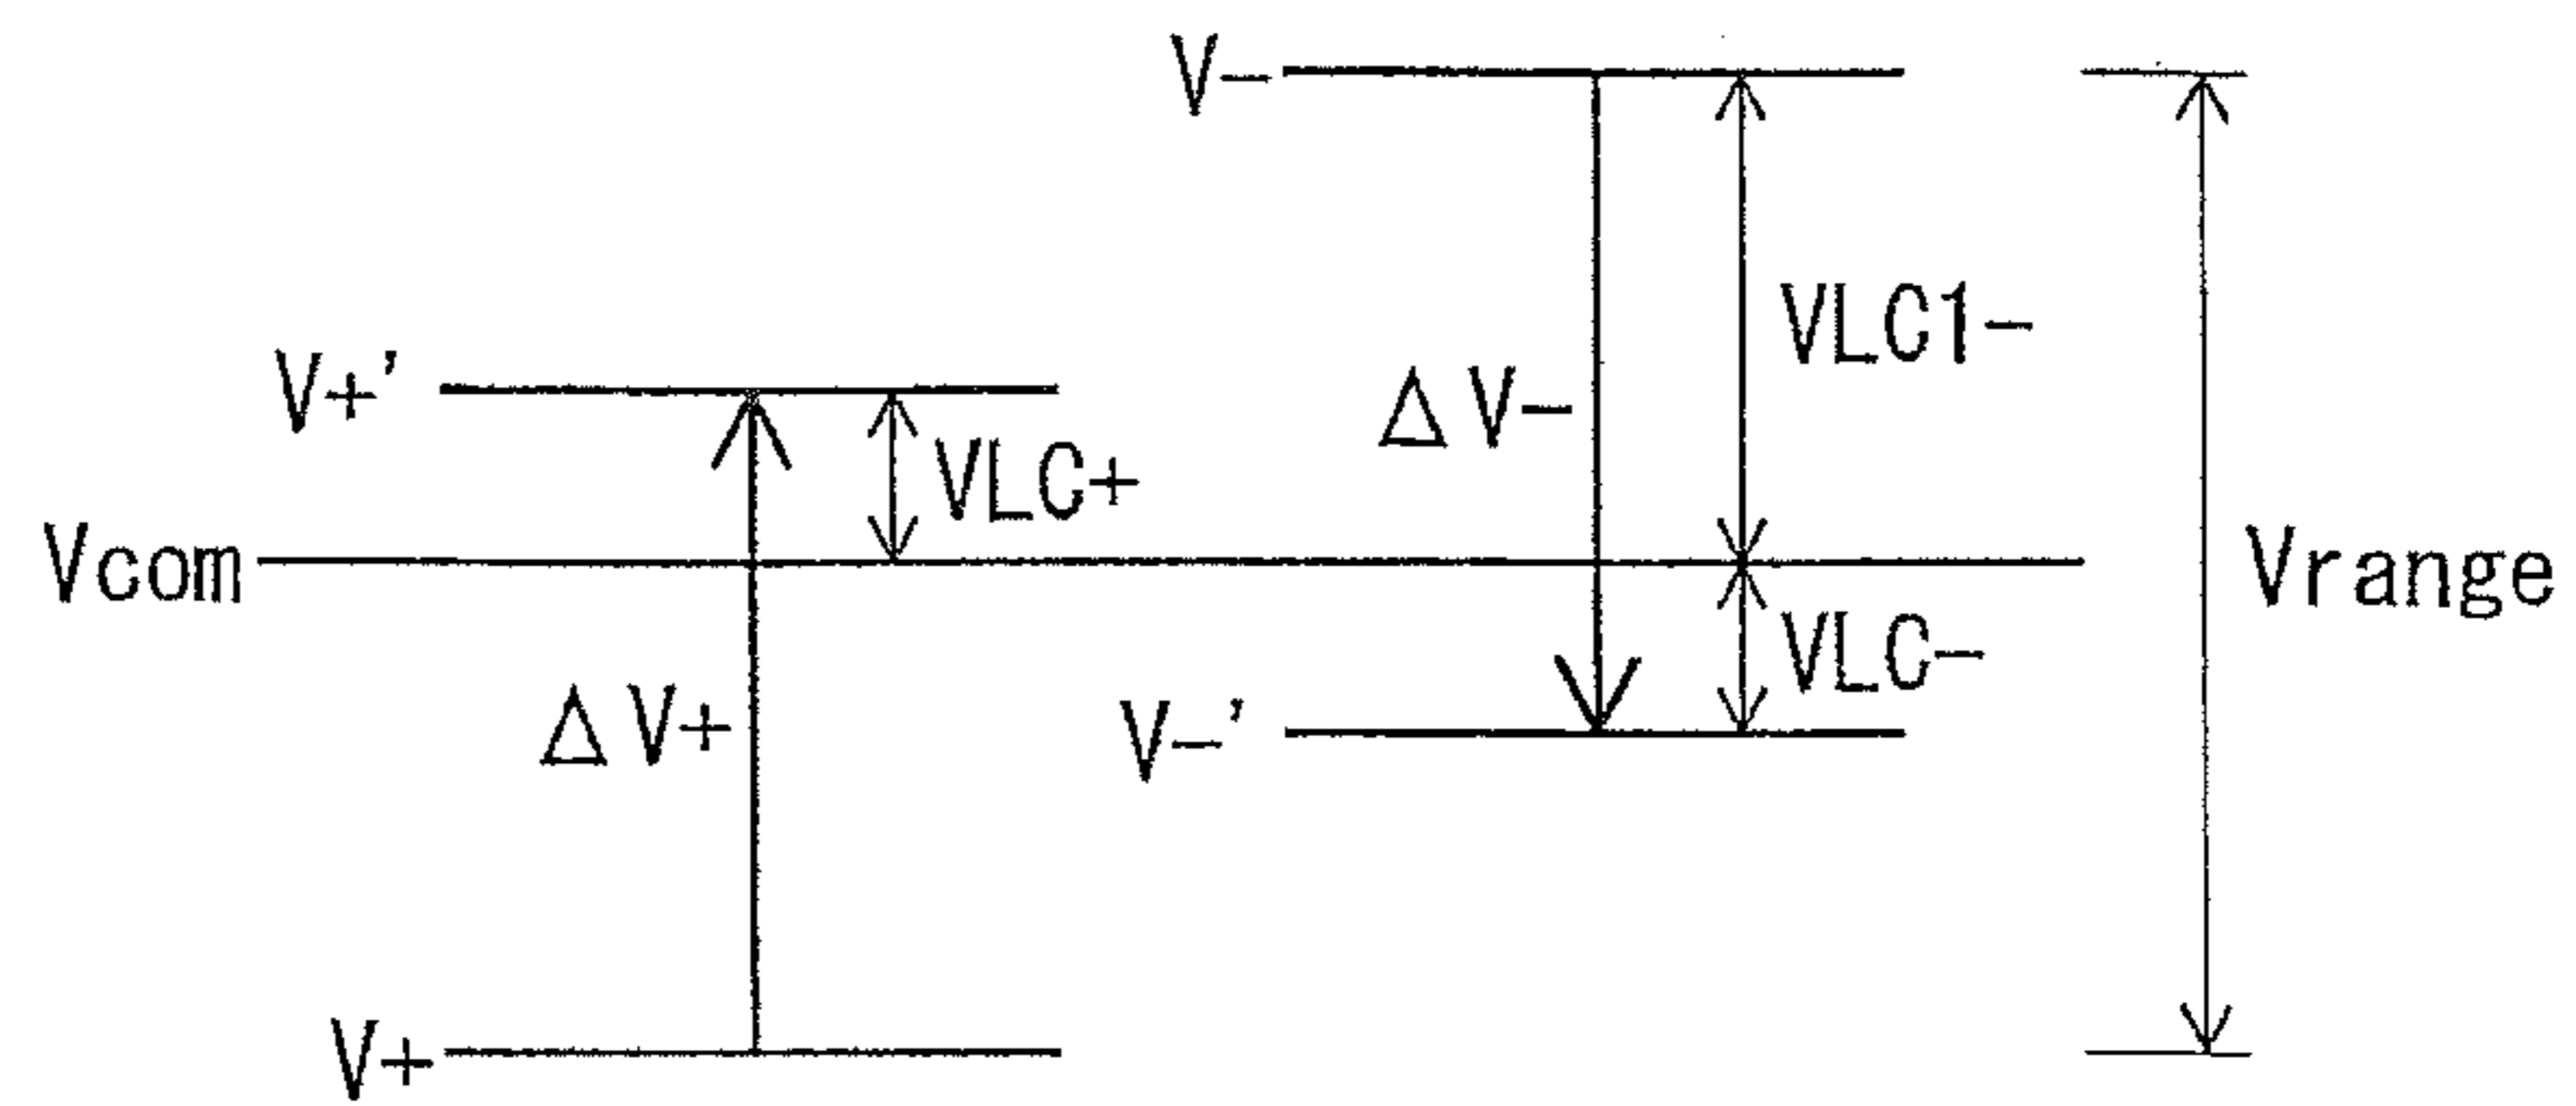 V-
VLC1-
V+'
ΔV-
VLC+
Vcom
Vrange
VLC-
ΔV+
V-'
V+